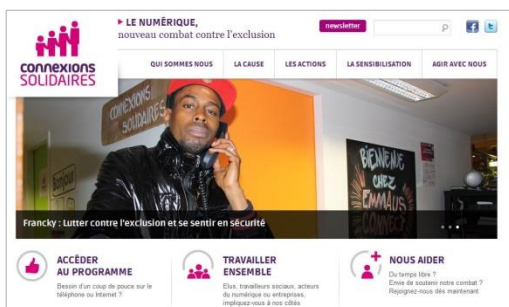 LE NUMÉRIQUE,
nouveau combat contre l'exclusion
newsletter
connexions
SOLIDAIRES
QUI SOMMES NOUS
LA CAUSE
LES ACTIONS
LA SENSIBILISATION
AGIR AVEC NOUS
CONNEXIONS
SOLIDAIRES
Bonjour
BIENVENUE
CHEZ
EMMAÜS
CONNECT
Francky : Lutter contre l'exclusion et se sentir en sécurité
ACCÉDER
AU PROGRAMME
Besoin d'un coup de pouce sur le
téléphone ou Internet ?
TRAVAILLER
ENSEMBLE
Elus, travailleurs sociaux, acteurs
du numérique ou entreprises,
impliquez-vous à nos côtés
NOUS AIDER
Du temps libre ?
Envie de soutenir notre combat ?
Rejoignez-nous dès maintenant